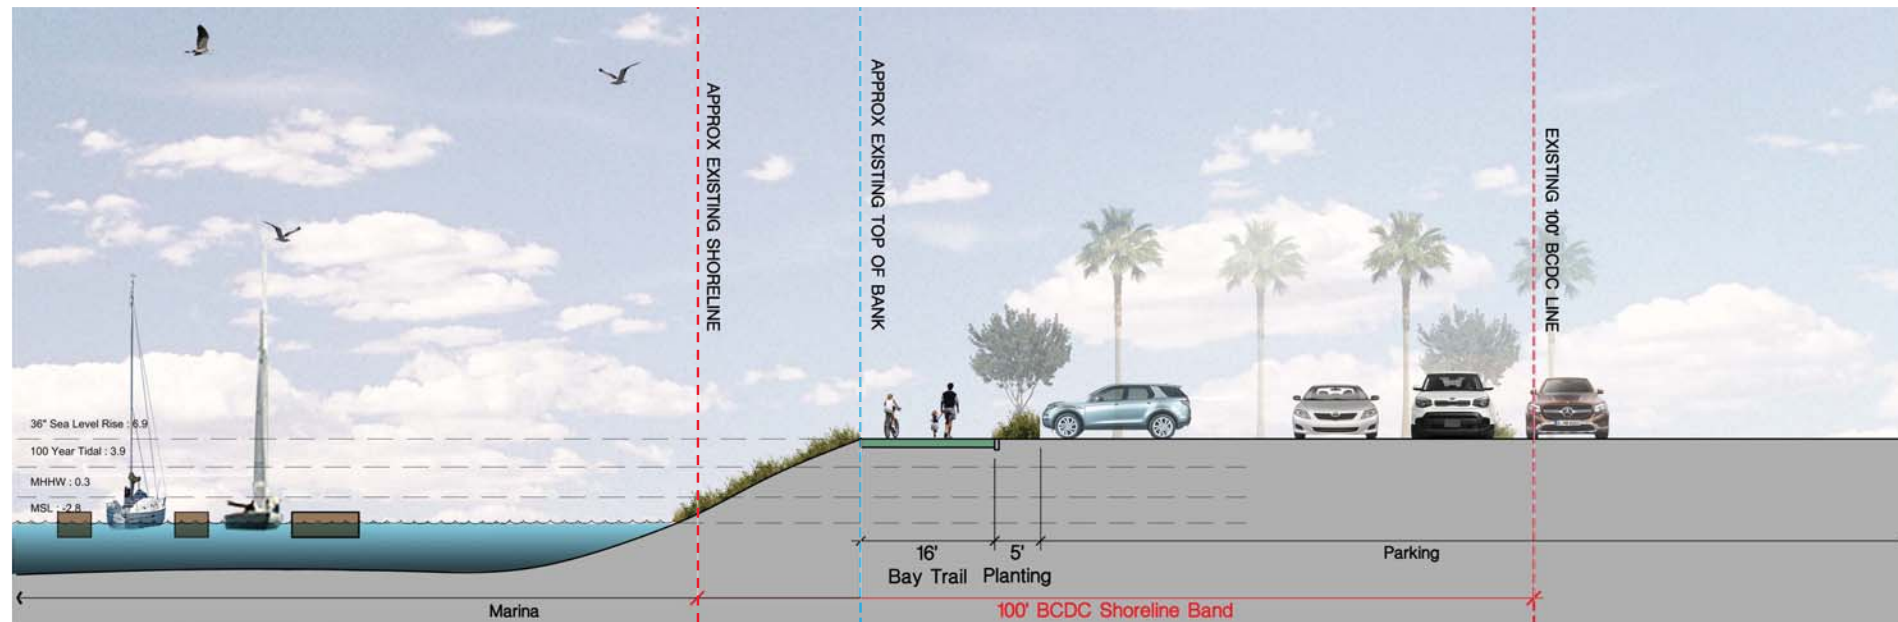 APPROX EXISTING SHORELINE
APPROX EXISTING TOP OF BANK
EXISTING 100' BCDC LINE
36" Sea Level Rise : 6.9
100 Year Tidal : 3.9
MHHW : 0.3
MSL : -2.8
16'
Bay Trail
5'
Planting
Parking
Marina
100' BCDC Shoreline Band